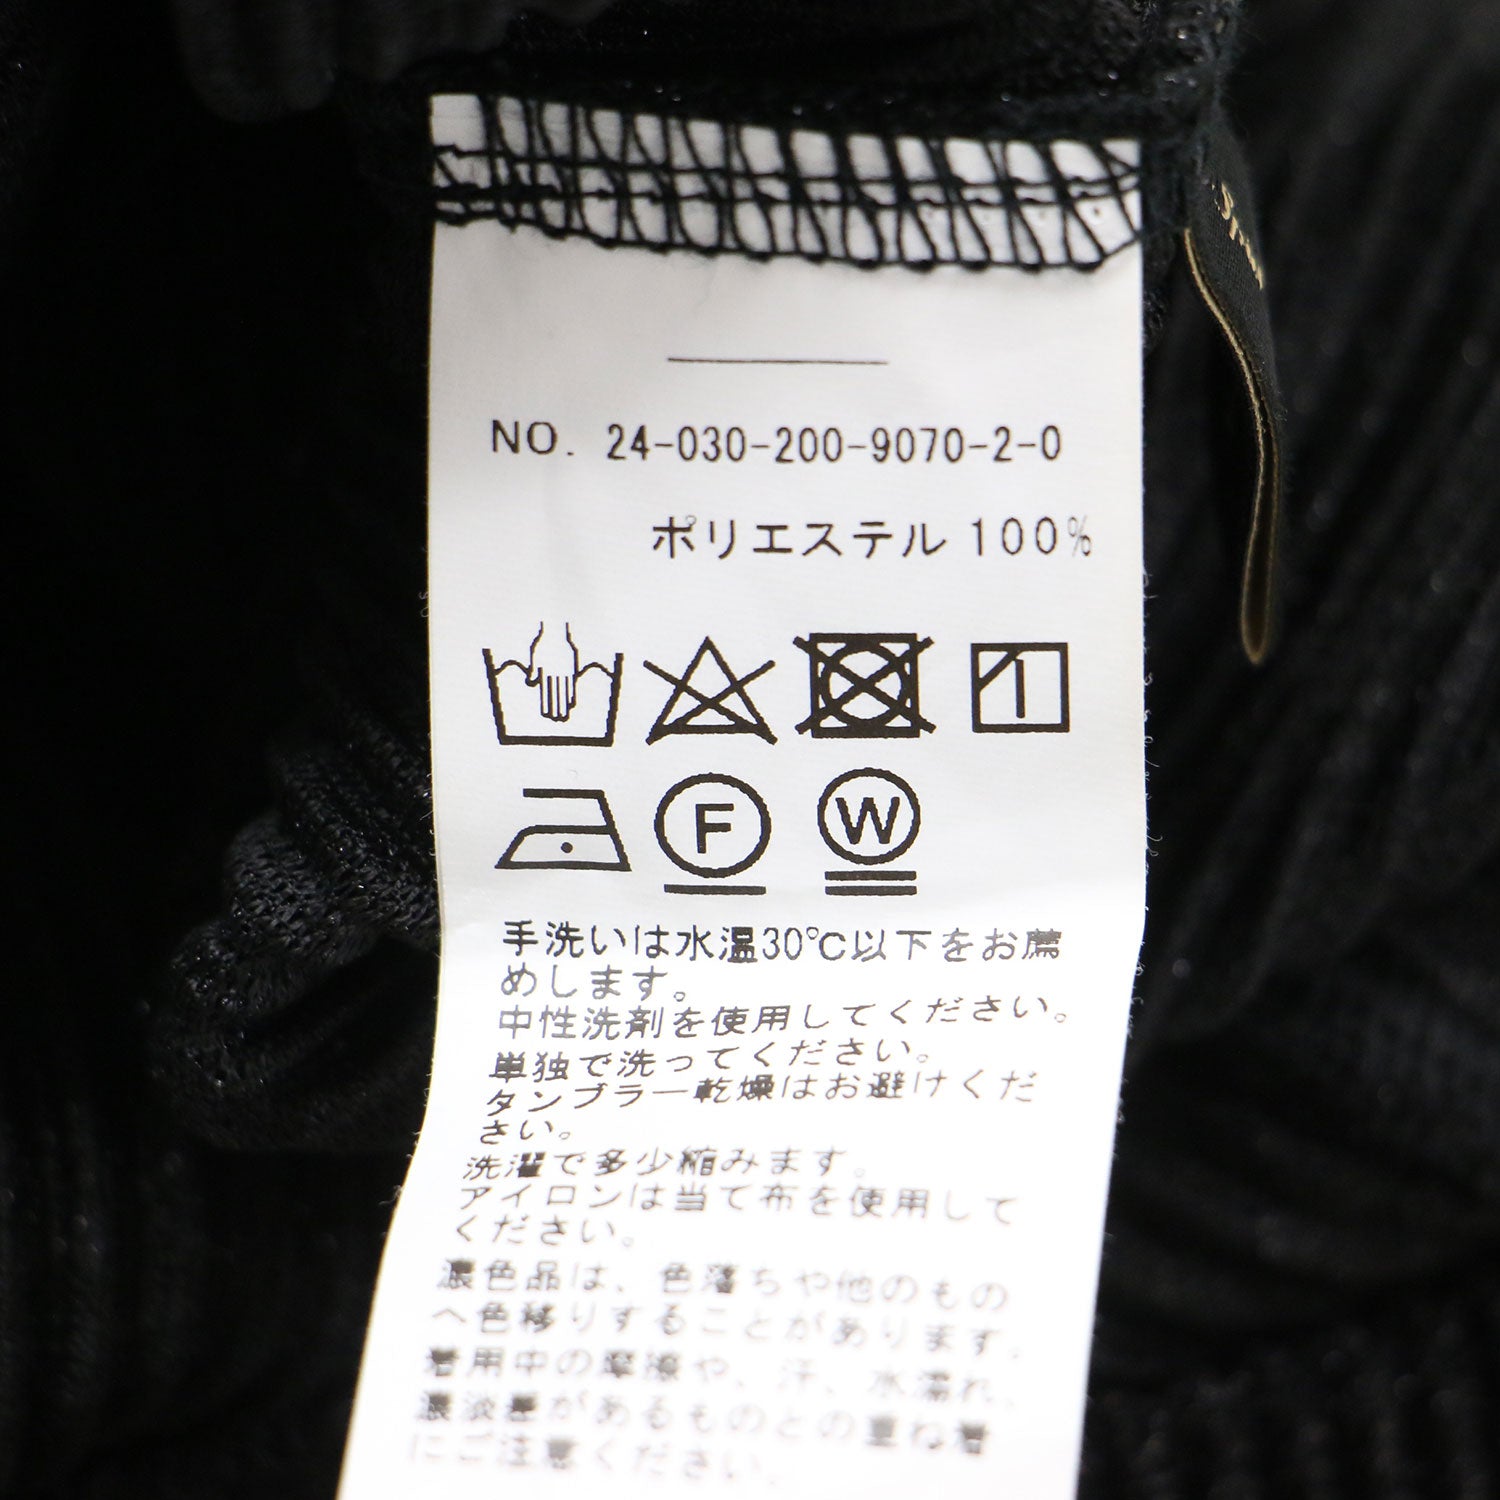 NO. 24-030-200-9070-2-0
ポリエステル 100%
F
W
手洗いは水温30℃以下をお薦
めします。
中性洗剤を使用してください。
単独で洗ってください。
タンブラー乾燥はお避けくだ
さい。
洗濯で多少縮みます。
アイロンは当て布を使用して
ください。
濃色品は、色落ちや他のもの
へ色移りすることがあります。
着用中の摩擦や、汗、水濡れ、
濃淡差があるものとの重ね着
にご注意ください。